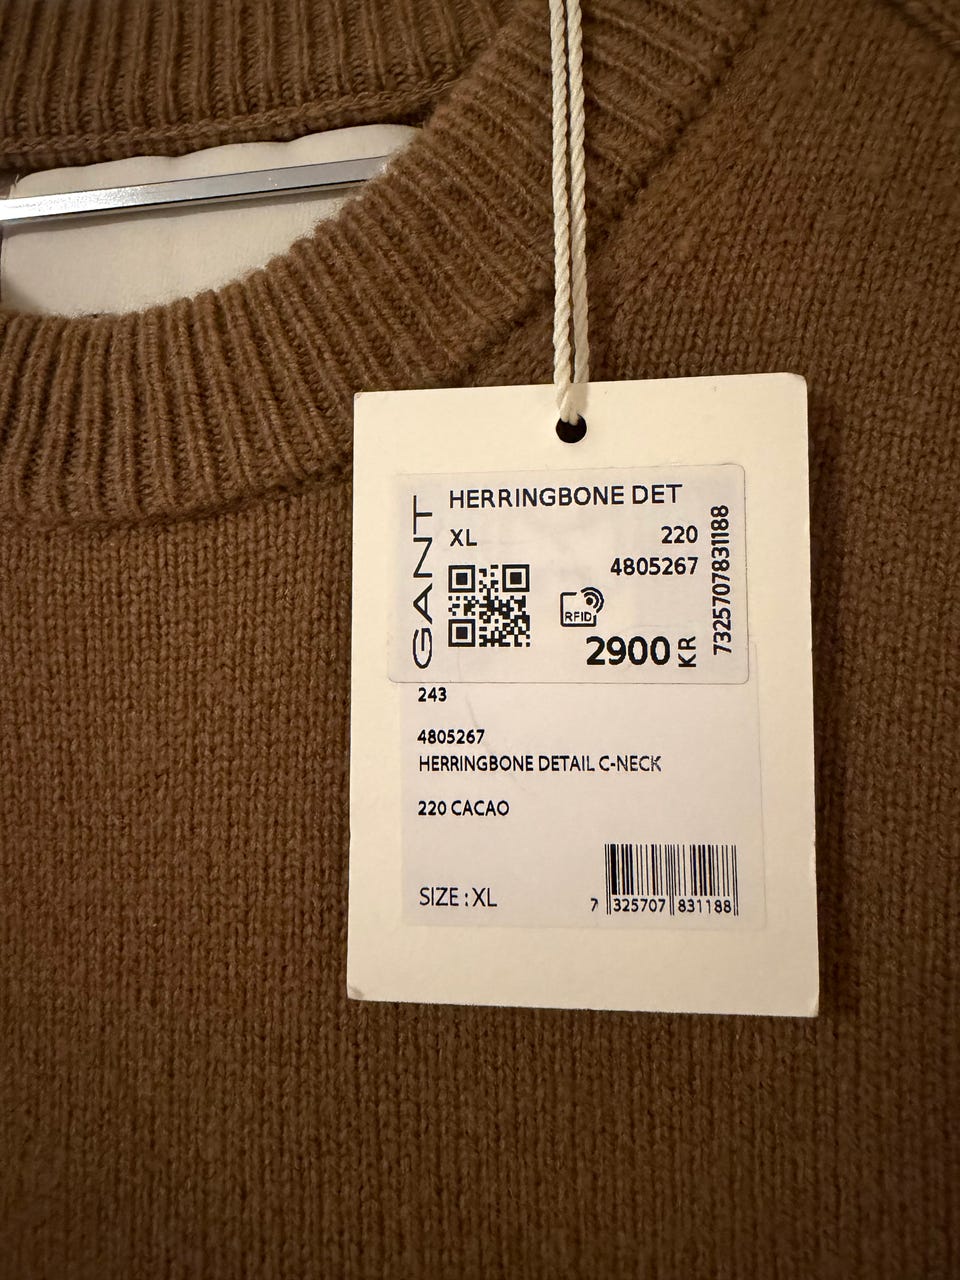 GANT
HERRINGBONE DET
XL 220
4805267
RFID
2900 KR
7325707831188
243
4805267
HERRINGBONE DETAIL C-NECK
220 CACAO
SIZE : XL
7 325707 831188